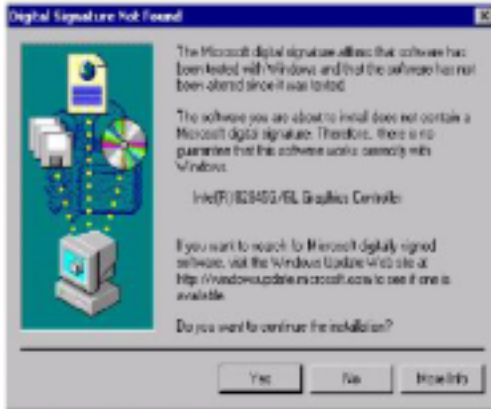 Digital Signature Not Found
The Microsoft digital signature affirms that software has
been tested with Windows and that the software has not
been altered since it was tested.
The software you are about to install does not contain a
Microsoft digital signature. Therefore, there is no
guarantee that this software works correctly with
Windows.
Intel(R) 82845G/GL Graphics Controller
If you want to search for Microsoft digitally signed
software, visit the Windows Update Web site at
http://windowsupdate.microsoft.com to see if one is
available.
Do you want to continue the installation?
Yes
No
More Info